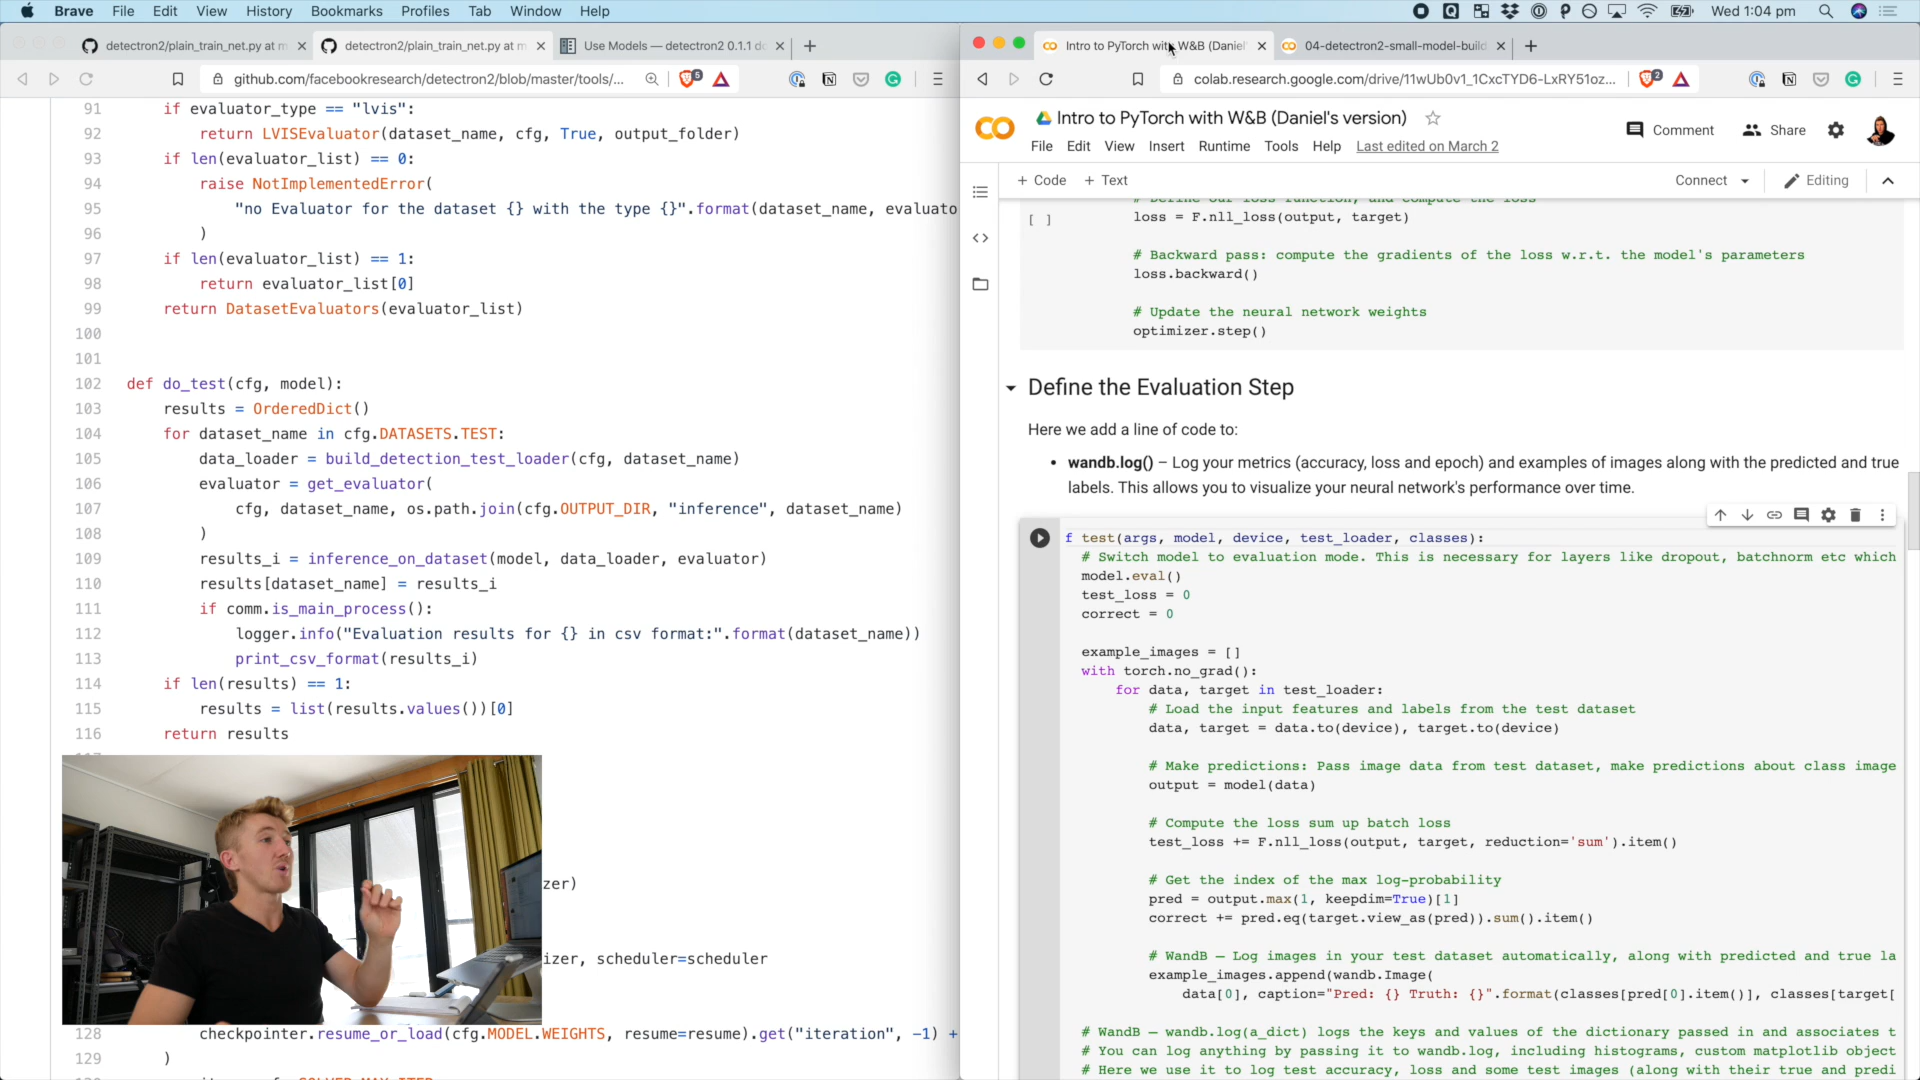 Brave File Edit View History Bookmarks Profiles Tab Window Help
Wed 1:04 pm
detectron2/plain_train_net.py at m
detectron2/plain_train_net.py at m
Use Models — detectron2 0.1.1 d
github.com/facebookresearch/detectron2/blob/master/tools/...
5
91 if evaluator_type == "lvis":
92 return LVISEvaluator(dataset_name, cfg, True, output_folder)
93 if len(evaluator_list) == 0:
94 raise NotImplementedError(
95 "no Evaluator for the dataset {} with the type {}".format(dataset_name, evaluato
96 )
97 if len(evaluator_list) == 1:
98 return evaluator_list[0]
99 return DatasetEvaluators(evaluator_list)
100
101
102 def do_test(cfg, model):
103 results = OrderedDict()
104 for dataset_name in cfg.DATASETS.TEST:
105 data_loader = build_detection_test_loader(cfg, dataset_name)
106 evaluator = get_evaluator(
107 cfg, dataset_name, os.path.join(cfg.OUTPUT_DIR, "inference", dataset_name)
108 )
109 results_i = inference_on_dataset(model, data_loader, evaluator)
110 results[dataset_name] = results_i
111 if comm.is_main_process():
112 logger.info("Evaluation results for {} in csv format:".format(dataset_name))
113 print_csv_format(results_i)
114 if len(results) == 1:
115 results = list(results.values())[0]
116 return results
zer)
izer, scheduler=scheduler
128 checkpointer.resume_or_load(cfg.MODEL.WEIGHTS, resume=resume).get("iteration", -1) +
129 )
Intro to PyTorch with W&B (Daniel'
04-detectron2-small-model-build
colab.research.google.com/drive/11wUb0v1_1CxcTYD6-LxRY51oz...
2
Intro to PyTorch with W&B (Daniel's version)
Comment Share
File Edit View Insert Runtime Tools Help Last edited on March 2
+ Code + Text
Connect Editing
# Define our loss function, and compute the loss
[ ] loss = F.nll_loss(output, target)
# Backward pass: compute the gradients of the loss w.r.t. the model's parameters
loss.backward()
# Update the neural network weights
optimizer.step()
Define the Evaluation Step
Here we add a line of code to:
• wandb.log() – Log your metrics (accuracy, loss and epoch) and examples of images along with the predicted and true
labels. This allows you to visualize your neural network's performance over time.
f test(args, model, device, test_loader, classes):
# Switch model to evaluation mode. This is necessary for layers like dropout, batchnorm etc which
model.eval()
test_loss = 0
correct = 0
example_images = []
with torch.no_grad():
for data, target in test_loader:
# Load the input features and labels from the test dataset
data, target = data.to(device), target.to(device)
# Make predictions: Pass image data from test dataset, make predictions about class image
output = model(data)
# Compute the loss sum up batch loss
test_loss += F.nll_loss(output, target, reduction='sum').item()
# Get the index of the max log-probability
pred = output.max(1, keepdim=True)[1]
correct += pred.eq(target.view_as(pred)).sum().item()
# WandB – Log images in your test dataset automatically, along with predicted and true la
example_images.append(wandb.Image(
data[0], caption="Pred: {} Truth: {}".format(classes[pred[0].item()], classes[target[
# WandB – wandb.log(a_dict) logs the keys and values of the dictionary passed in and associates t
# You can log anything by passing it to wandb.log, including histograms, custom matplotlib object
# Here we use it to log test accuracy, loss and some test images (along with their true and predi